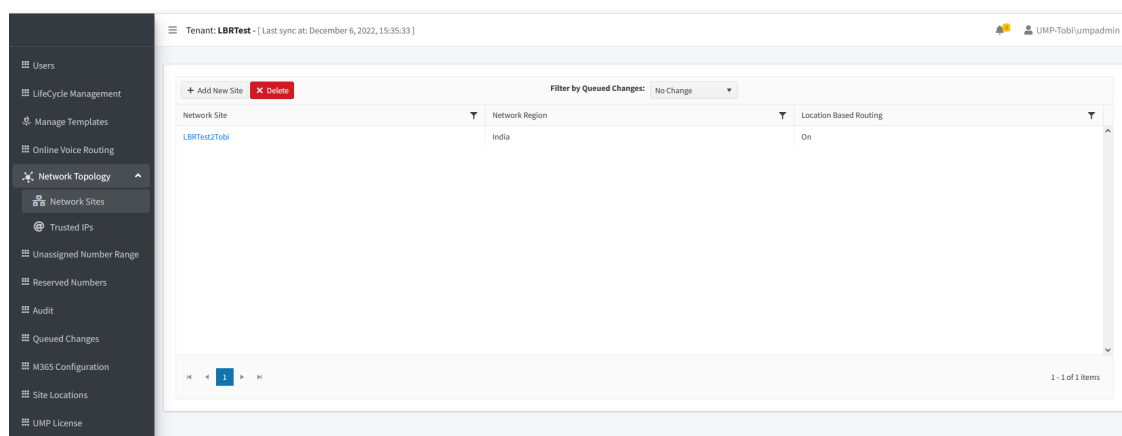 Tenant: LBRTest - [ Last sync at: December 6, 2022, 15:35:33 ]
UMP-Tobi\umpadmin
Users
LifeCycle Management
Manage Templates
Online Voice Routing
Network Topology
Network Sites
Trusted IPs
Unassigned Number Range
Reserved Numbers
Audit
Queued Changes
M365 Configuration
Site Locations
UMP License
+ Add New Site
Delete
Filter by Queued Changes: No Change
Network Site
Network Region
Location Based Routing
LBRTest2Tobi
India
On
1
1 - 1 of 1 items